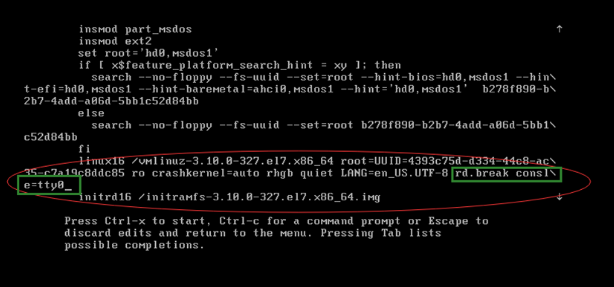 insmod part_msdos
insmod ext2
set root='hd0,msdos1'
if [ x$feature_platform_search_hint = xy ]; then
search --no-floppy --fs-uuid --set=root --hint-bios=hd0,msdos1 --hin\
t-efi=hd0,msdos1 --hint-baremetal=ahci0,msdos1 --hint='hd0,msdos1' b278f890-b\
2b7-4add-a06d-5bb1c52d84bb
else
search --no-floppy --fs-uuid --set=root b278f890-b2b7-4add-a06d-5bb1\
c52d84bb
fi
linux16 /vmlinuz-3.10.0-327.el7.x86_64 root=UUID=4393c75d-d334-44c8-ac\
35-c7a19c8ddc85 ro crashkernel=auto rhgb quiet LANG=en_US.UTF-8 rd.break consl\
e=tty0_
initrd16 /initramfs-3.10.0-327.el7.x86_64.img
Press Ctrl-x to start, Ctrl-c for a command prompt or Escape to
discard edits and return to the menu. Pressing Tab lists
possible completions.